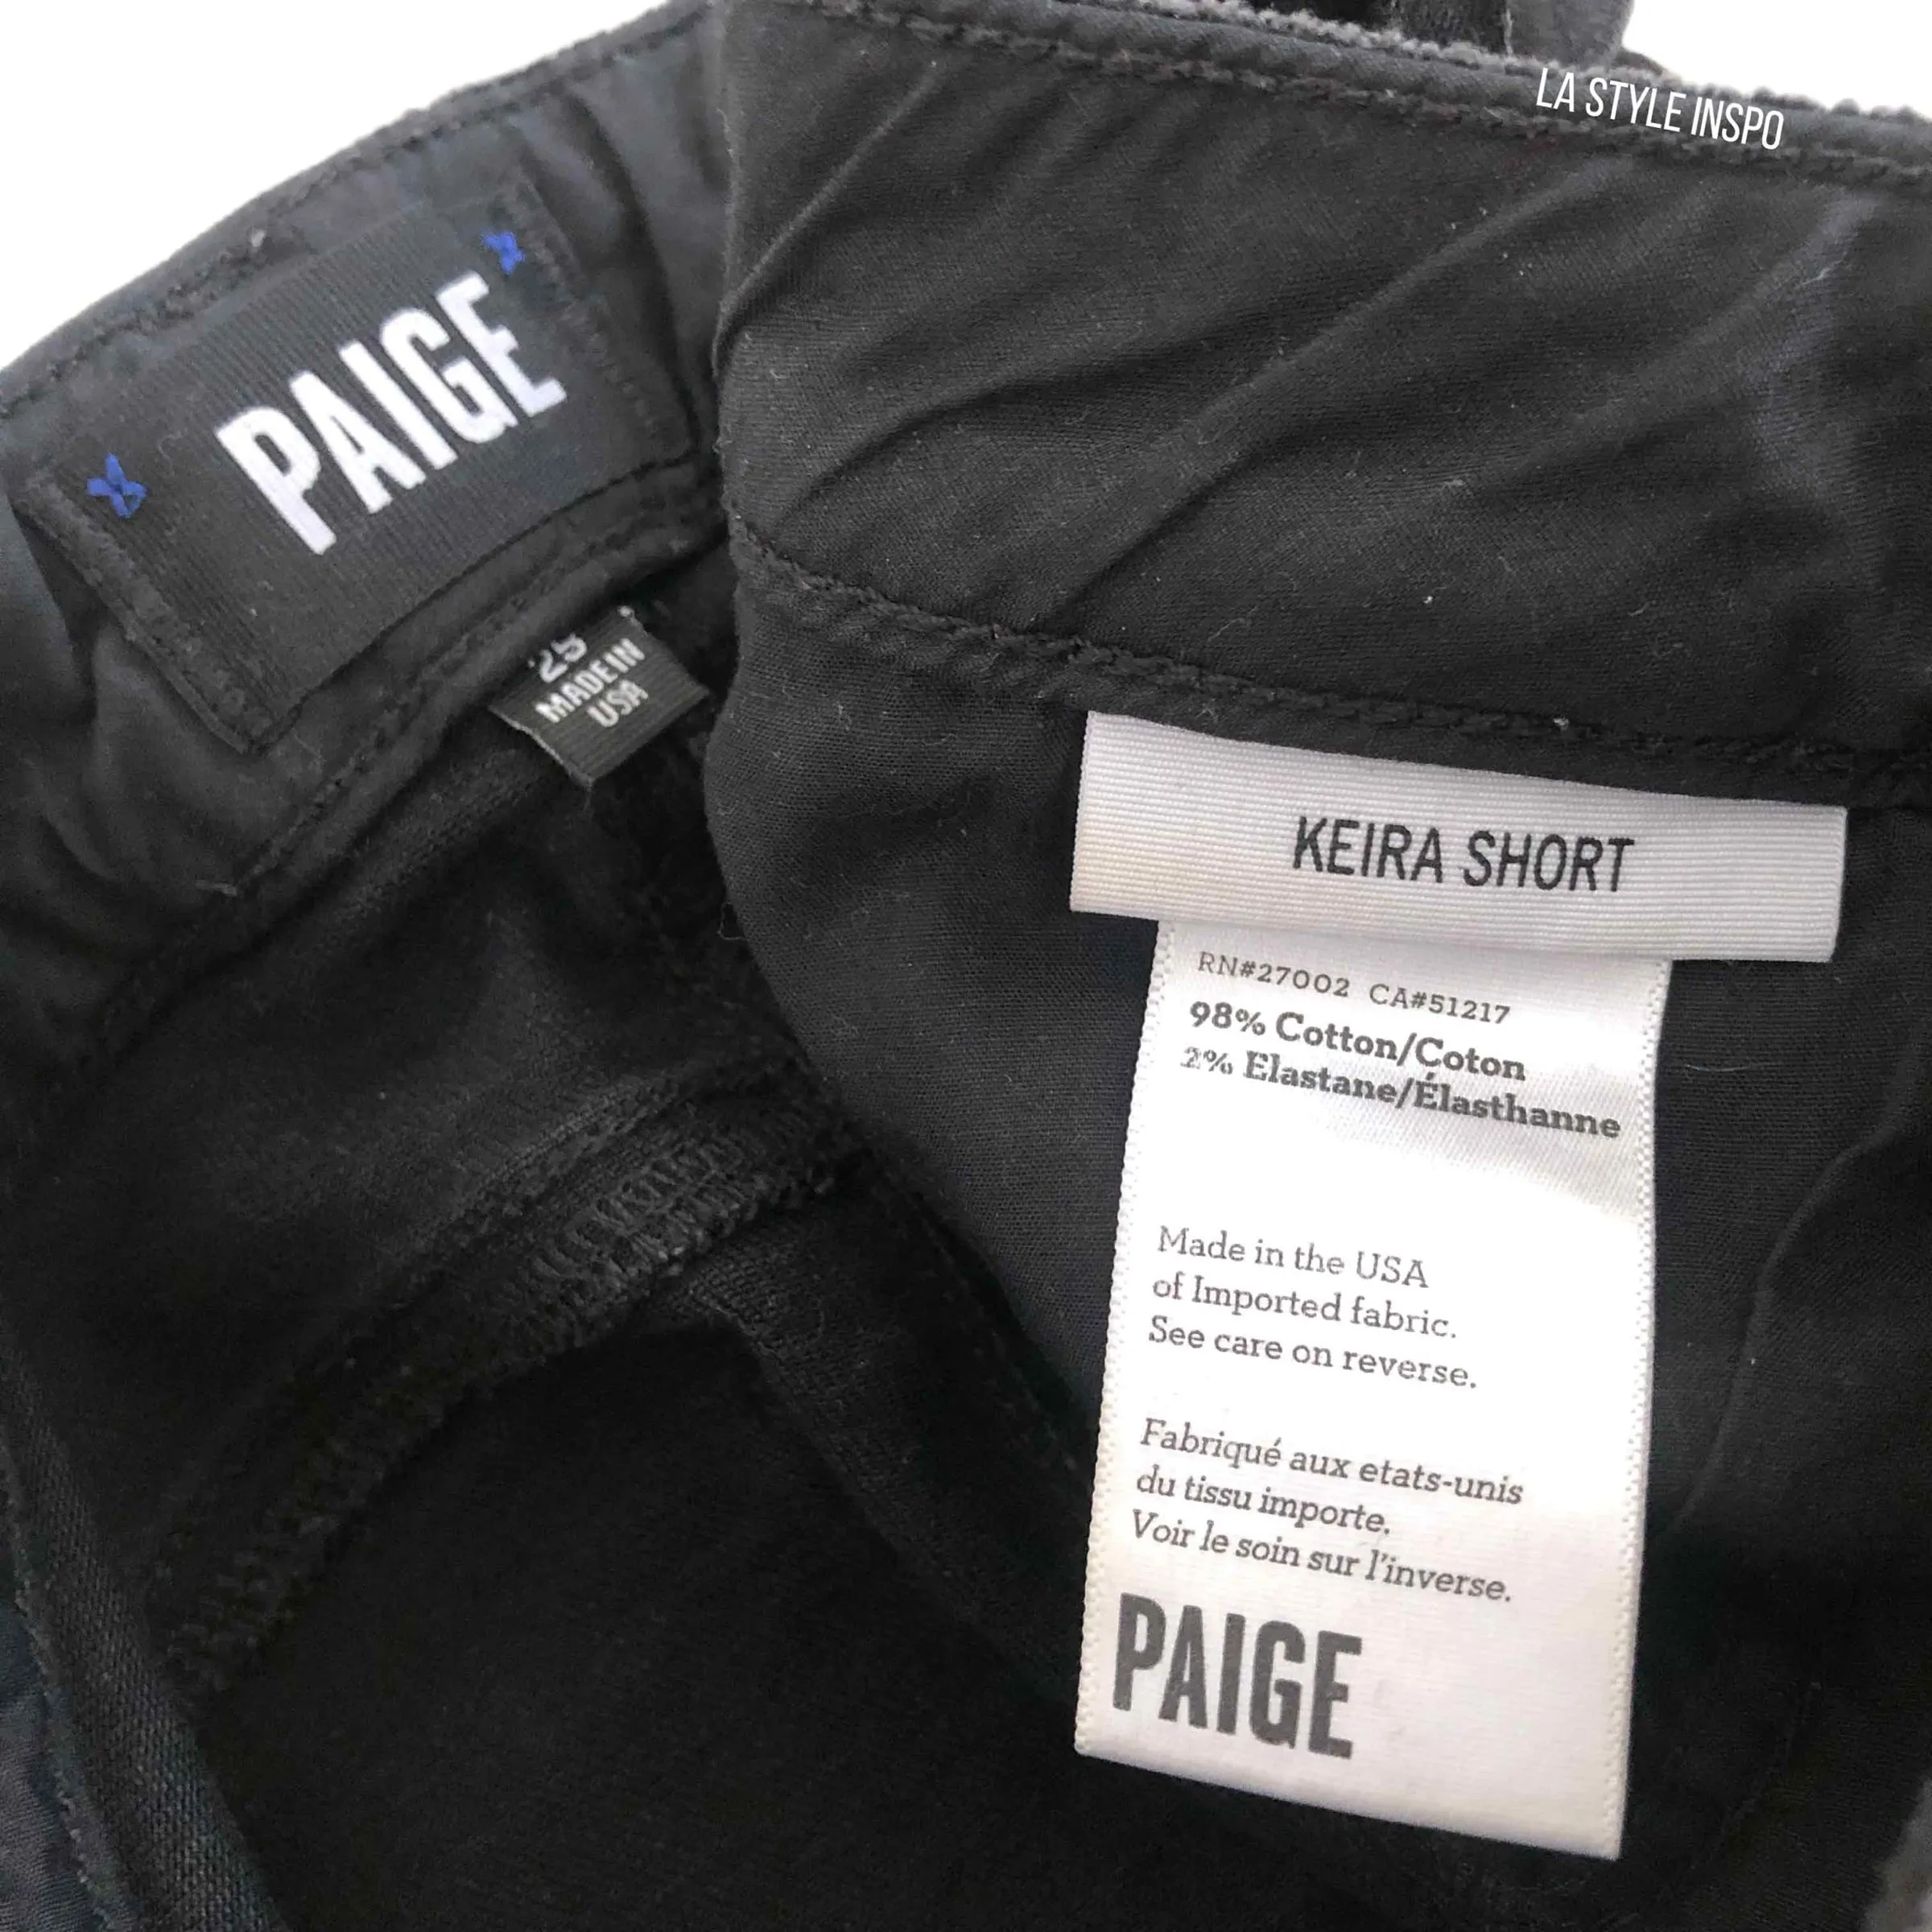 LA STYLE INSPO
PAIGE
25
MADE IN
USA
KEIRA SHORT
RN#27002 CA#51217
98% Cotton/Coton
2% Elastane/Élasthanne
Made in the USA
of Imported fabric.
See care on reverse.
Fabriqué aux etats-unis
du tissu importe.
Voir le soin sur l'inverse.
PAIGE